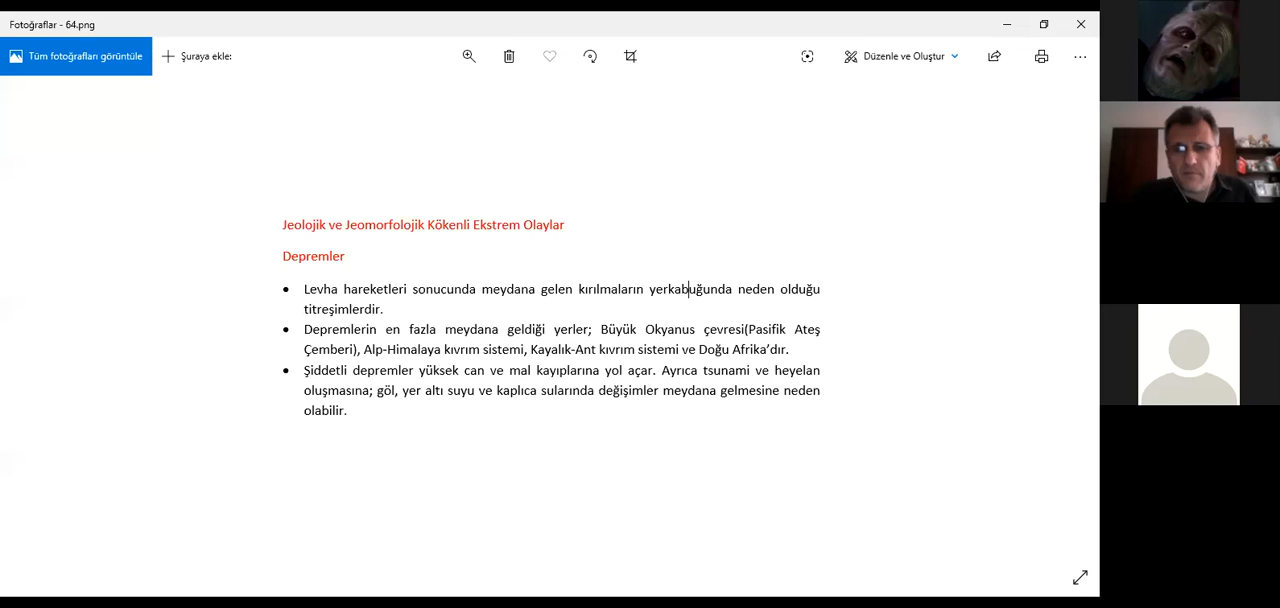 Fotoğraflar - 64.png
Tüm fotoğrafları görüntüle
Şuraya ekle:
Düzenle ve Oluştur
Jeolojik ve Jeomorfolojik Kökenli Ekstrem Olaylar
Depremler
• Levha hareketleri sonucunda meydana gelen kırılmaların yerkabuğunda neden olduğu
titreşimlerdir.
• Depremlerin en fazla meydana geldiği yerler; Büyük Okyanus çevresi(Pasifik Ateş
Çemberi), Alp-Himalaya kıvrım sistemi, Kayalık-Ant kıvrım sistemi ve Doğu Afrika’dır.
• Şiddetli depremler yüksek can ve mal kayıplarına yol açar. Ayrıca tsunami ve heyelan
oluşmasına; göl, yer altı suyu ve kaplıca sularında değişimler meydana gelmesine neden
olabilir.